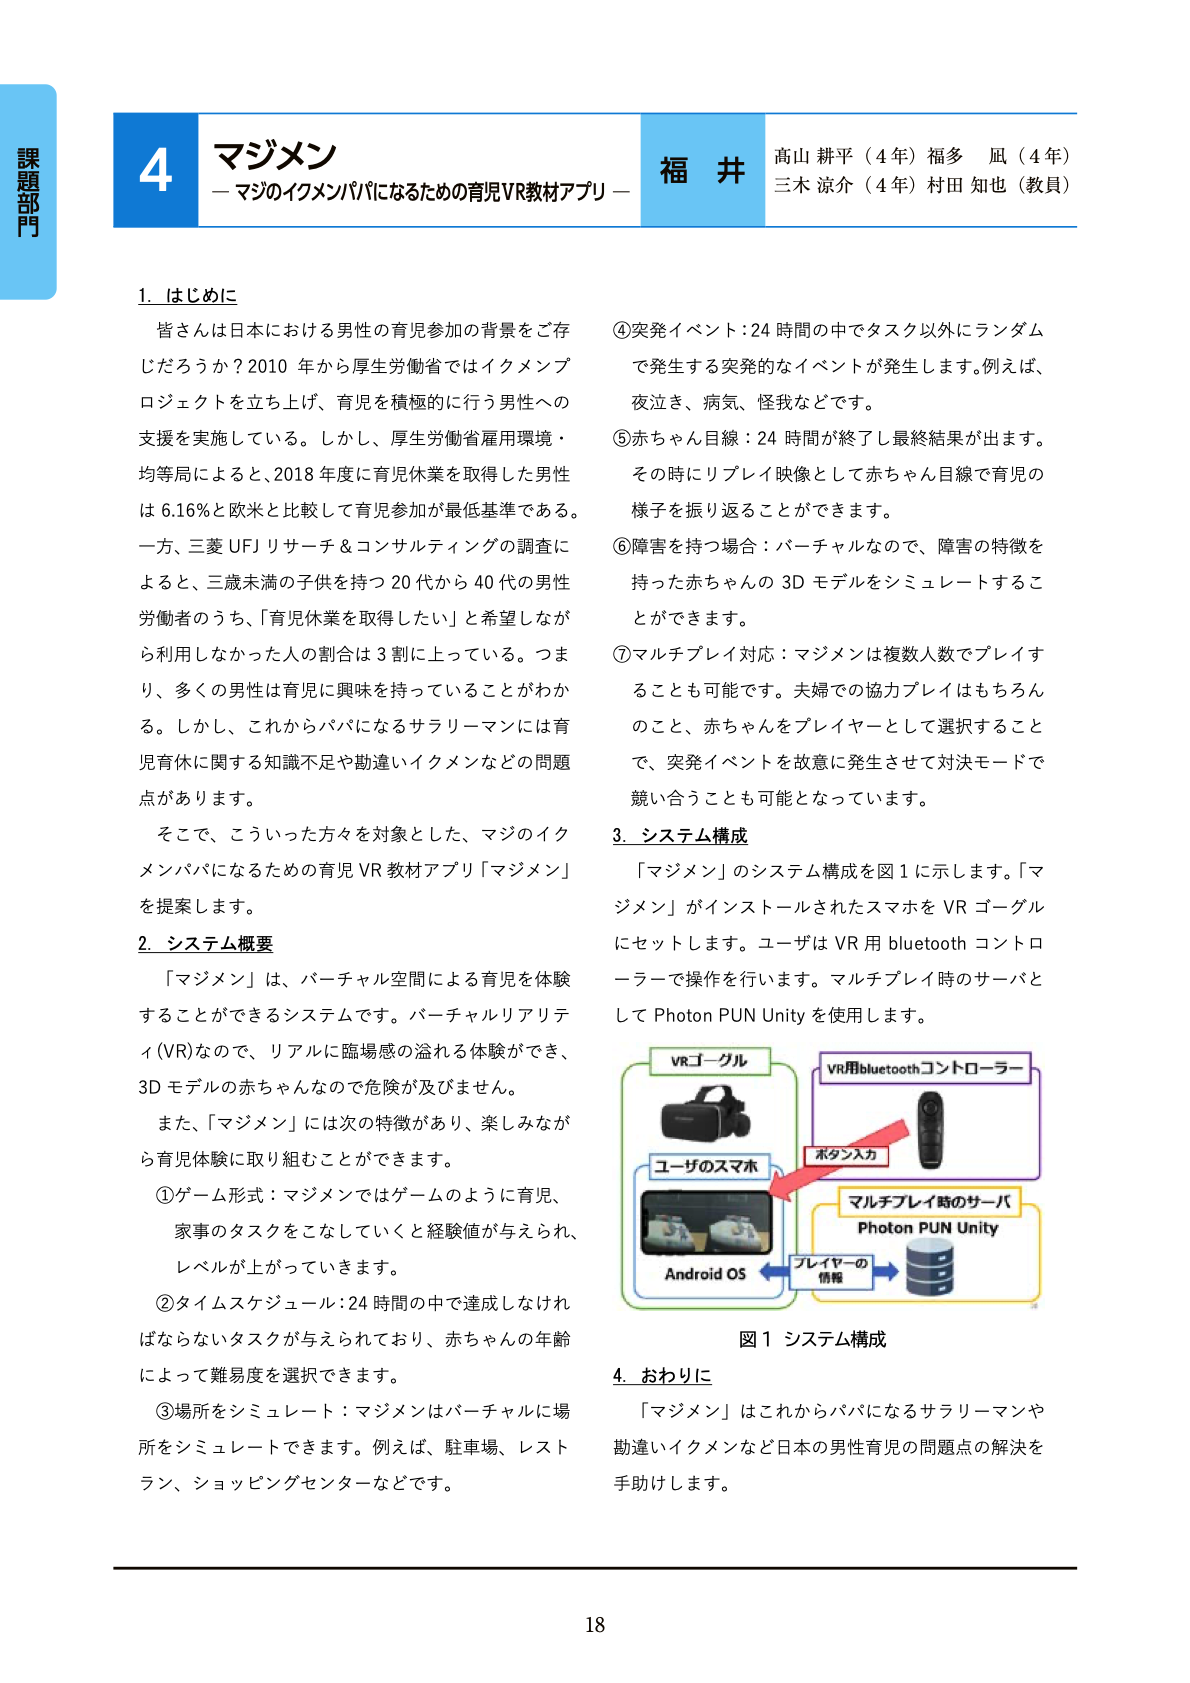 課題部門
4
マジメン
― マジのイクメンパパになるための育児VR教材アプリ ―
福 井
髙山 耕平（4年）福多 凪（4年）
三木 涼介（4年）村田 知也（教員）
1. はじめに
皆さんは日本における男性の育児参加の背景をご存
じだろうか？2010 年から厚生労働省ではイクメンプ
ロジェクトを立ち上げ、育児を積極的に行う男性への
支援を実施している。しかし、厚生労働省雇用環境・
均等局によると、2018 年度に育児休業を取得した男性
は 6.16%と欧米と比較して育児参加が最低基準である。
一方、三菱 UFJ リサーチ＆コンサルティングの調査に
よると、三歳未満の子供を持つ 20 代から 40 代の男性
労働者のうち、「育児休業を取得したい」と希望しなが
ら利用しなかった人の割合は 3 割に上っている。つま
り、多くの男性は育児に興味を持っていることがわか
る。しかし、これからパパになるサラリーマンには育
児育休に関する知識不足や勘違いイクメンなどの問題
点があります。
そこで、こういった方々を対象とした、マジのイク
メンパパになるための育児 VR 教材アプリ「マジメン」
を提案します。
2. システム概要
「マジメン」は、バーチャル空間による育児を体験
することができるシステムです。バーチャルリアリテ
ィ(VR)なので、リアルに臨場感の溢れる体験ができ、
3D モデルの赤ちゃんなので危険が及びません。
また、「マジメン」には次の特徴があり、楽しみなが
ら育児体験に取り組むことができます。
①ゲーム形式：マジメンではゲームのように育児、
家事のタスクをこなしていくと経験値が与えられ、
レベルが上がっていきます。
②タイムスケジュール：24 時間の中で達成しなけれ
ばならないタスクが与えられており、赤ちゃんの年齢
によって難易度を選択できます。
③場所をシミュレート：マジメンはバーチャルに場
所をシミュレートできます。例えば、駐車場、レスト
ラン、ショッピングセンターなどです。
④突発イベント：24 時間の中でタスク以外にランダム
で発生する突発的なイベントが発生します。例えば、
夜泣き、病気、怪我などです。
⑤赤ちゃん目線：24 時間が終了し最終結果が出ます。
その時にリプレイ映像として赤ちゃん目線で育児の
様子を振り返ることができます。
⑥障害を持つ場合：バーチャルなので、障害の特徴を
持った赤ちゃんの 3D モデルをシミュレートするこ
とができます。
⑦マルチプレイ対応：マジメンは複数人数でプレイす
ることも可能です。夫婦での協力プレイはもちろん
のこと、赤ちゃんをプレイヤーとして選択すること
で、突発イベントを故意に発生させて対決モードで
競い合うことも可能となっています。
3. システム構成
「マジメン」のシステム構成を図 1 に示します。「マ
ジメン」がインストールされたスマホを VR ゴーグル
にセットします。ユーザは VR 用 bluetooth コントロ
ーラーで操作を行います。マルチプレイ時のサーバと
して Photon PUN Unity を使用します。
VRゴーグル
VR用bluetoothコントローラー
ボタン入力
ユーザのスマホ
マルチプレイ時のサーバ
Photon PUN Unity
Android OS
プレイヤーの
情報
図 1 システム構成
4. おわりに
「マジメン」はこれからパパになるサラリーマンや
勘違いイクメンなど日本の男性育児の問題点の解決を
手助けします。
18